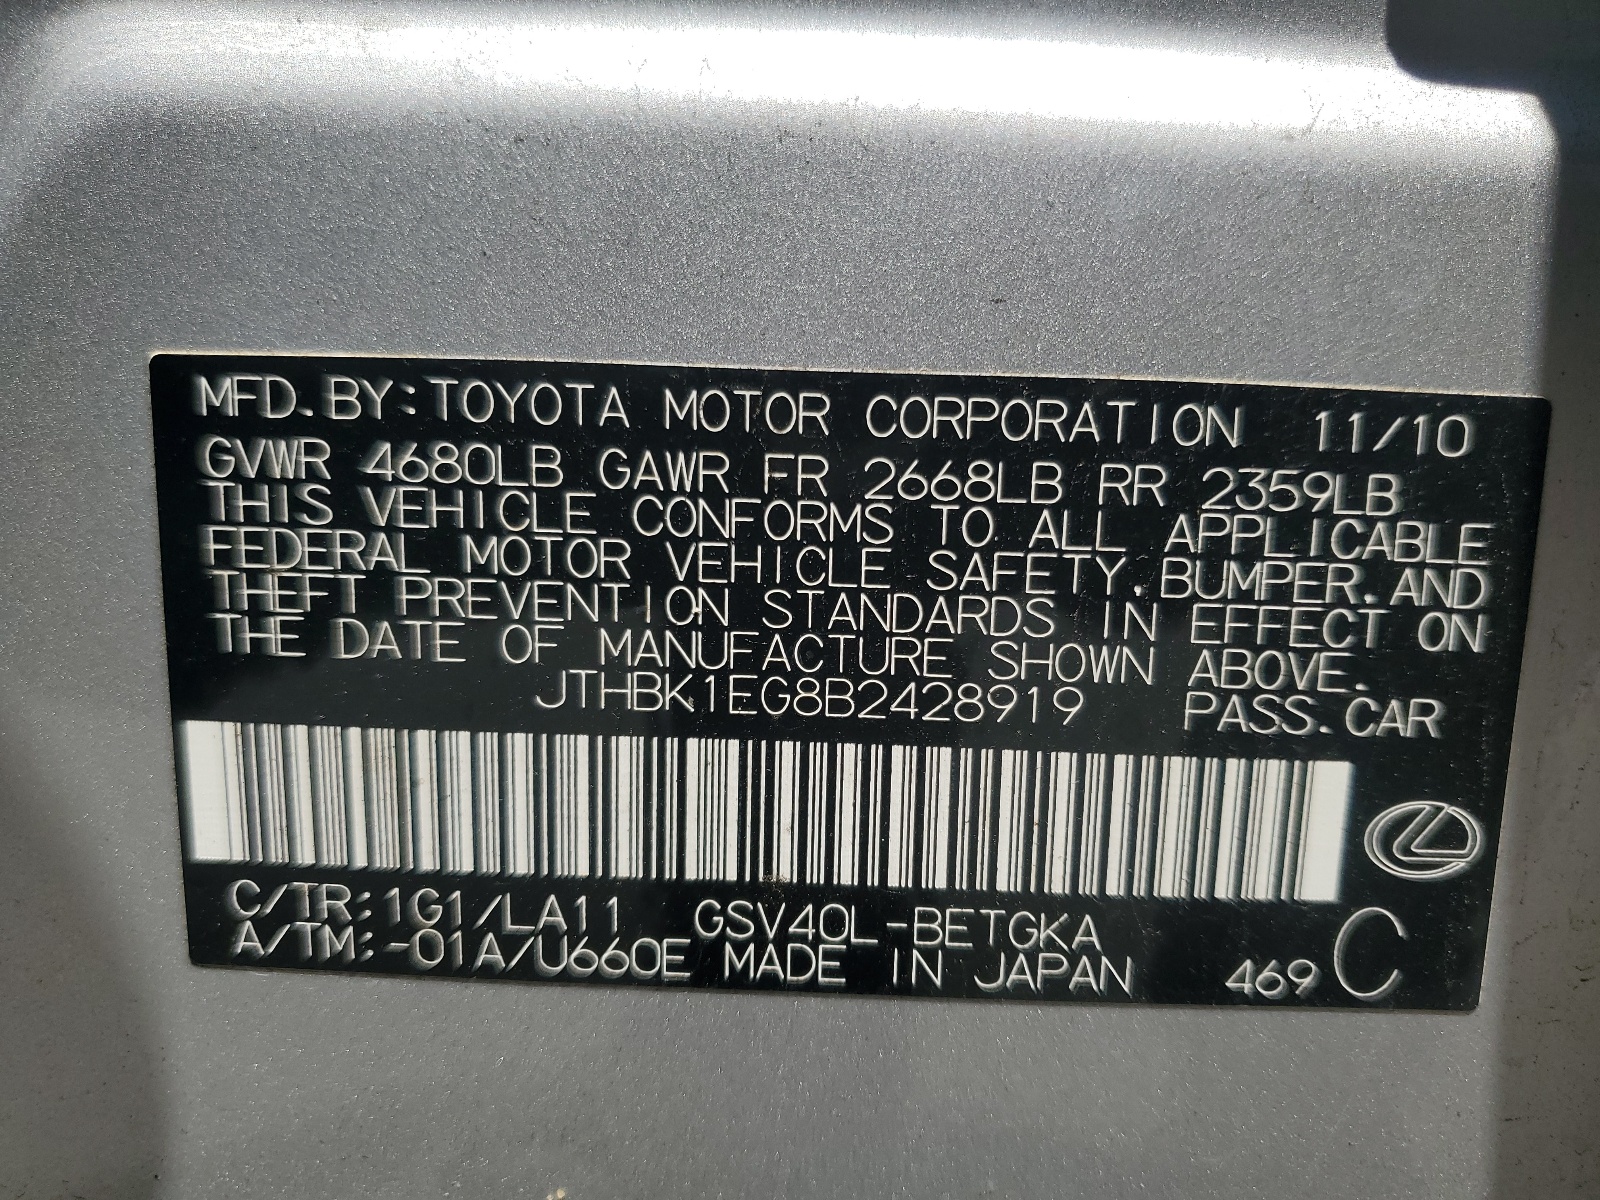 MFD. BY: TOYOTA MOTOR CORPORATION 11/10
GVWR 4680LB GAWR FR 2668LB RR 2359LB
THIS VEHICLE CONFORMS TO ALL APPLICABLE
FEDERAL MOTOR VEHICLE SAFETY, BUMPER, AND
THEFT PREVENTION STANDARDS IN EFFECT ON
THE DATE OF MANUFACTURE SHOWN ABOVE.
JTHBK1EG8B2428919 PASS. CAR
C/TR:1G1/LA11 GSV40L-BETGKA
A/TM:-01A/U660E MADE IN JAPAN 469 C